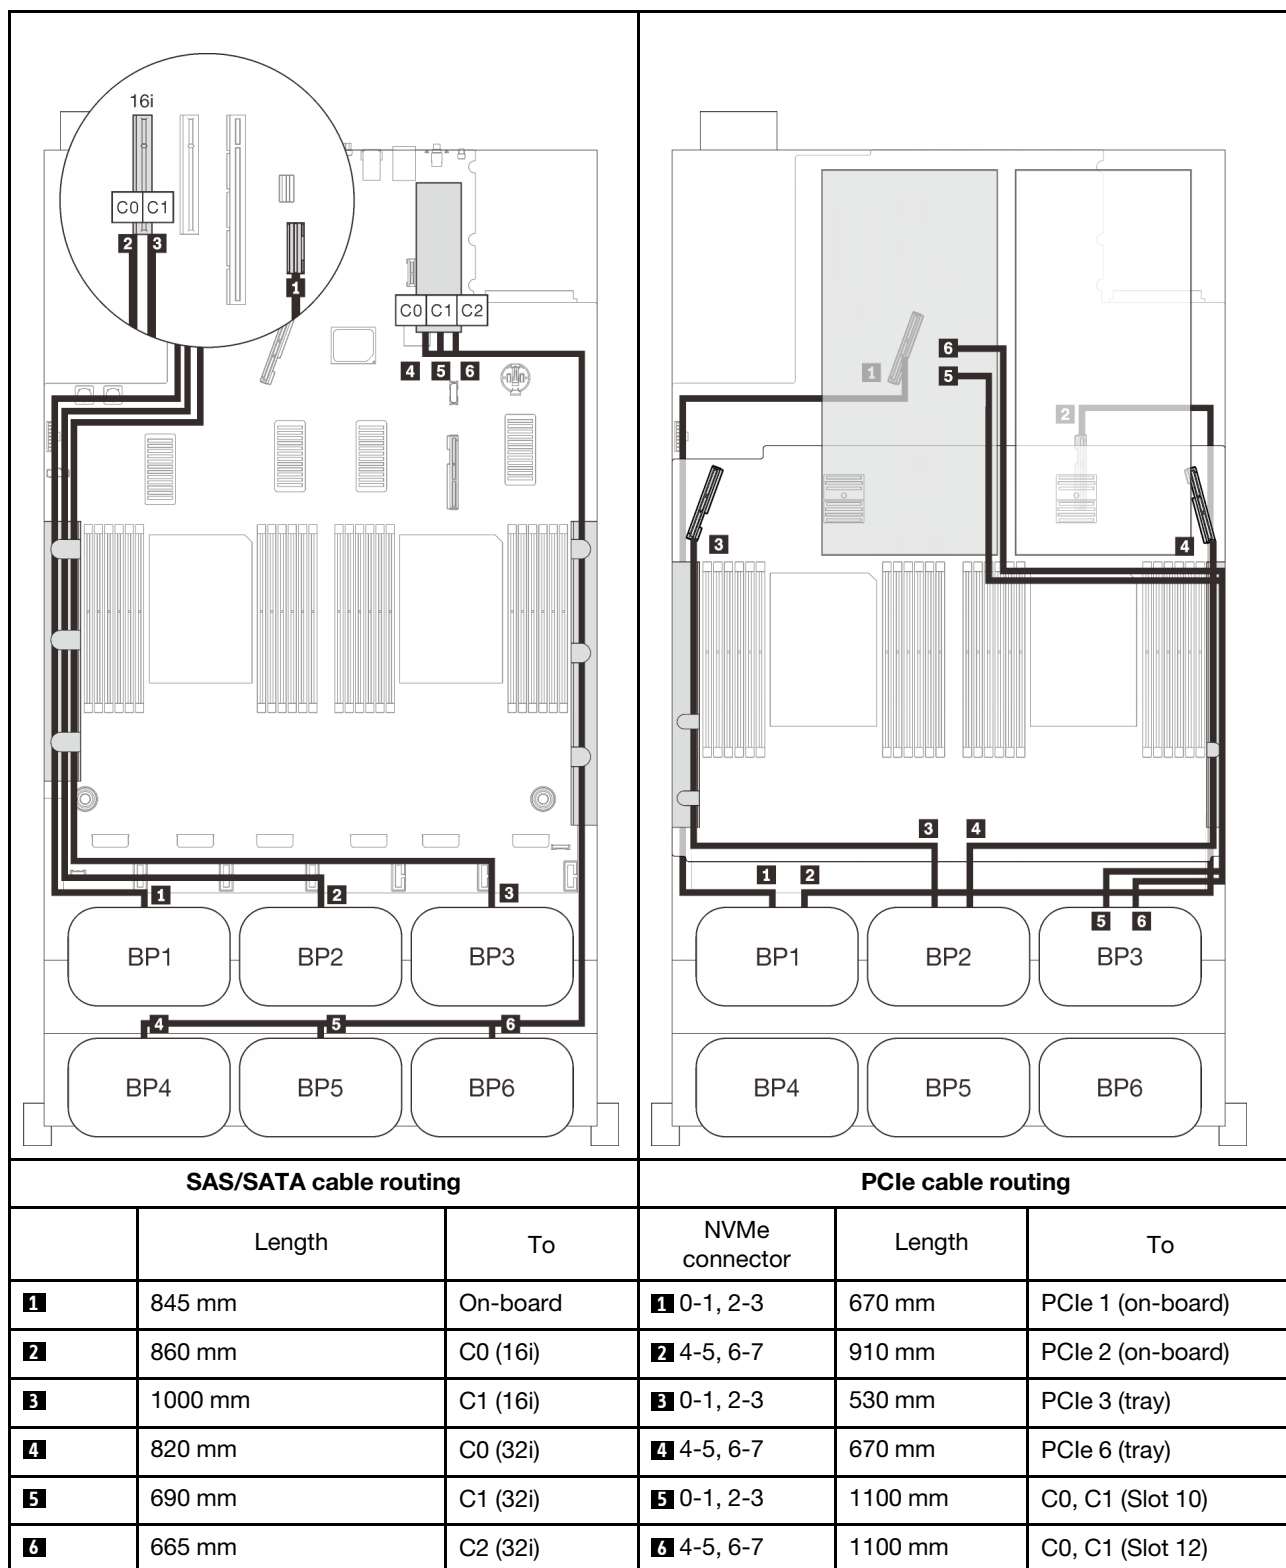 16i
C0 C1
2 3
1
C0 C1 C2
4 5 6
1 2 3
BP1 BP2 BP3
4 5 6
BP4 BP5 BP6
6
1 5
2
3 4
3 4
1 2
5 6
BP1 BP2 BP3
BP4 BP5 BP6
SAS/SATA cable routing PCIe cable routing
Length To NVMe connector Length To
1 845 mm On-board 1 0-1, 2-3 670 mm PCIe 1 (on-board)
2 860 mm C0 (16i) 2 4-5, 6-7 910 mm PCIe 2 (on-board)
3 1000 mm C1 (16i) 3 0-1, 2-3 530 mm PCIe 3 (tray)
4 820 mm C0 (32i) 4 4-5, 6-7 670 mm PCIe 6 (tray)
5 690 mm C1 (32i) 5 0-1, 2-3 1100 mm C0, C1 (Slot 10)
6 665 mm C2 (32i) 6 4-5, 6-7 1100 mm C0, C1 (Slot 12)